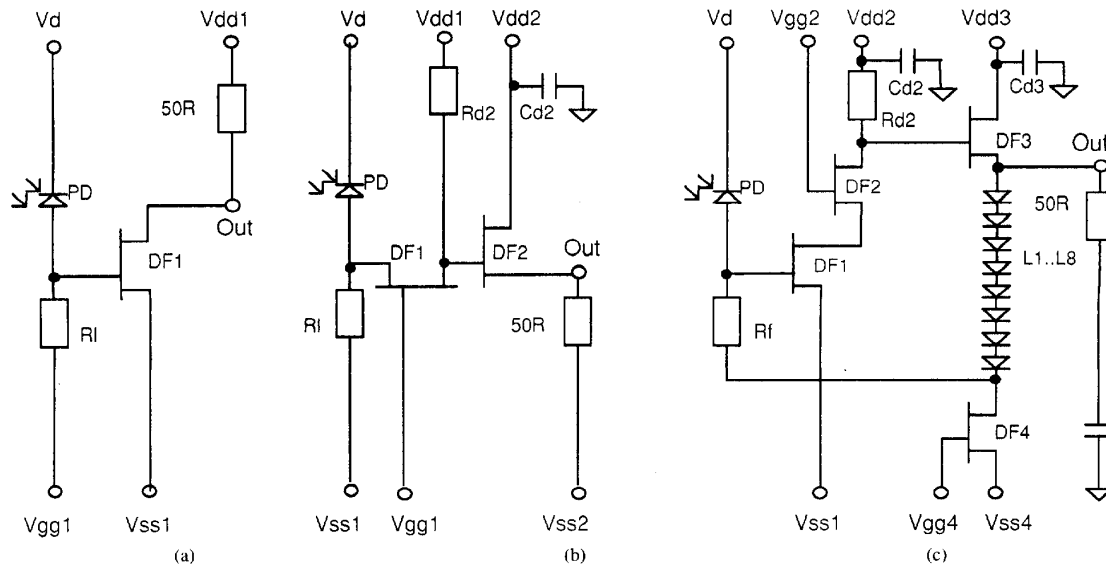 Vd
Vdd1
50R
PD
Out
DF1
Rl
Vgg1
Vss1
(a)
Vd
Vdd1
Vdd2
Rd2
Cd2
PD
DF1
DF2
Out
Rl
50R
Vss1
Vgg1
Vss2
(b)
Vd
Vgg2
Vdd2
Vdd3
Cd2
Cd3
Rd2
DF3
Out
PD
DF2
50R
DF1
L1..L8
Rf
DF4
Vss1
Vgg4
Vss4
(c)